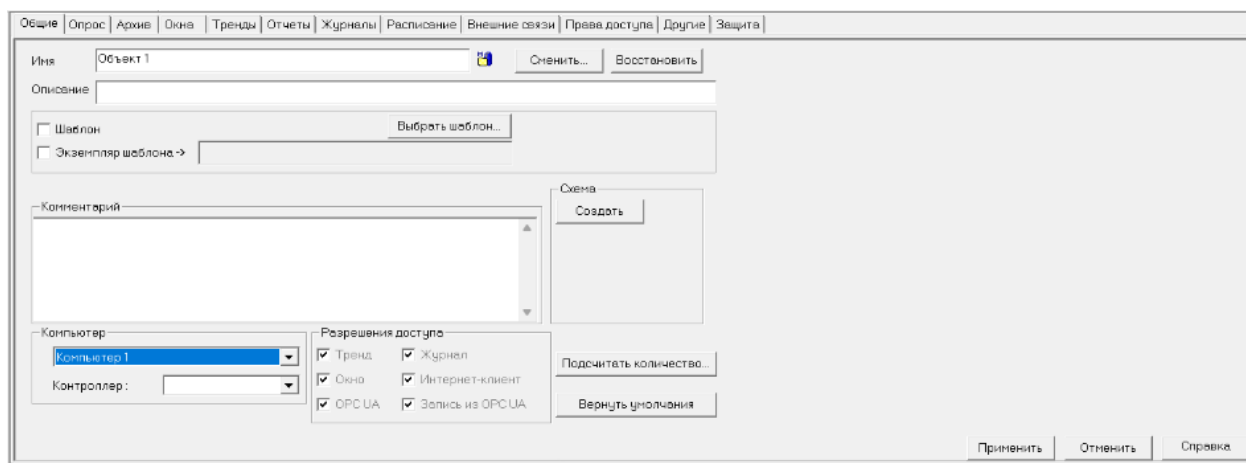 Общие Опрос Архив Окна Тренды Отчеты Журналы Расписание Внешние связи Права доступа Другие Защита
Имя Объект 1 Сменить... Восстановить
Описание
Шаблон Выбрать шаблон...
Экземпляр шаблона ->
Схема
Комментарий Создать
Компьютер Разрешения доступа
Компьютер 1 Тренд Журнал Подсчитать количество...
Контроллер : Окно Интернет-клиент
OPC UA Запись из OPC UA Вернуть умолчания
Применить Отменить Справка